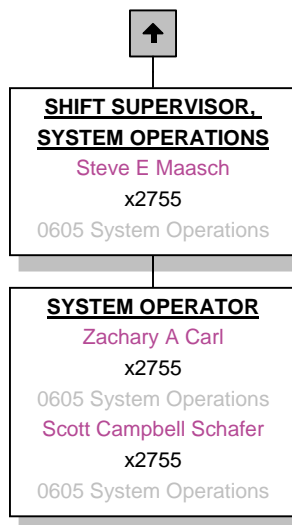 SHIFT SUPERVISOR,
SYSTEM OPERATIONS
Steve E Maasch
x2755
0605 System Operations
SYSTEM OPERATOR
Zachary A Carl
x2755
0605 System Operations
Scott Campbell Schafer
x2755
0605 System Operations